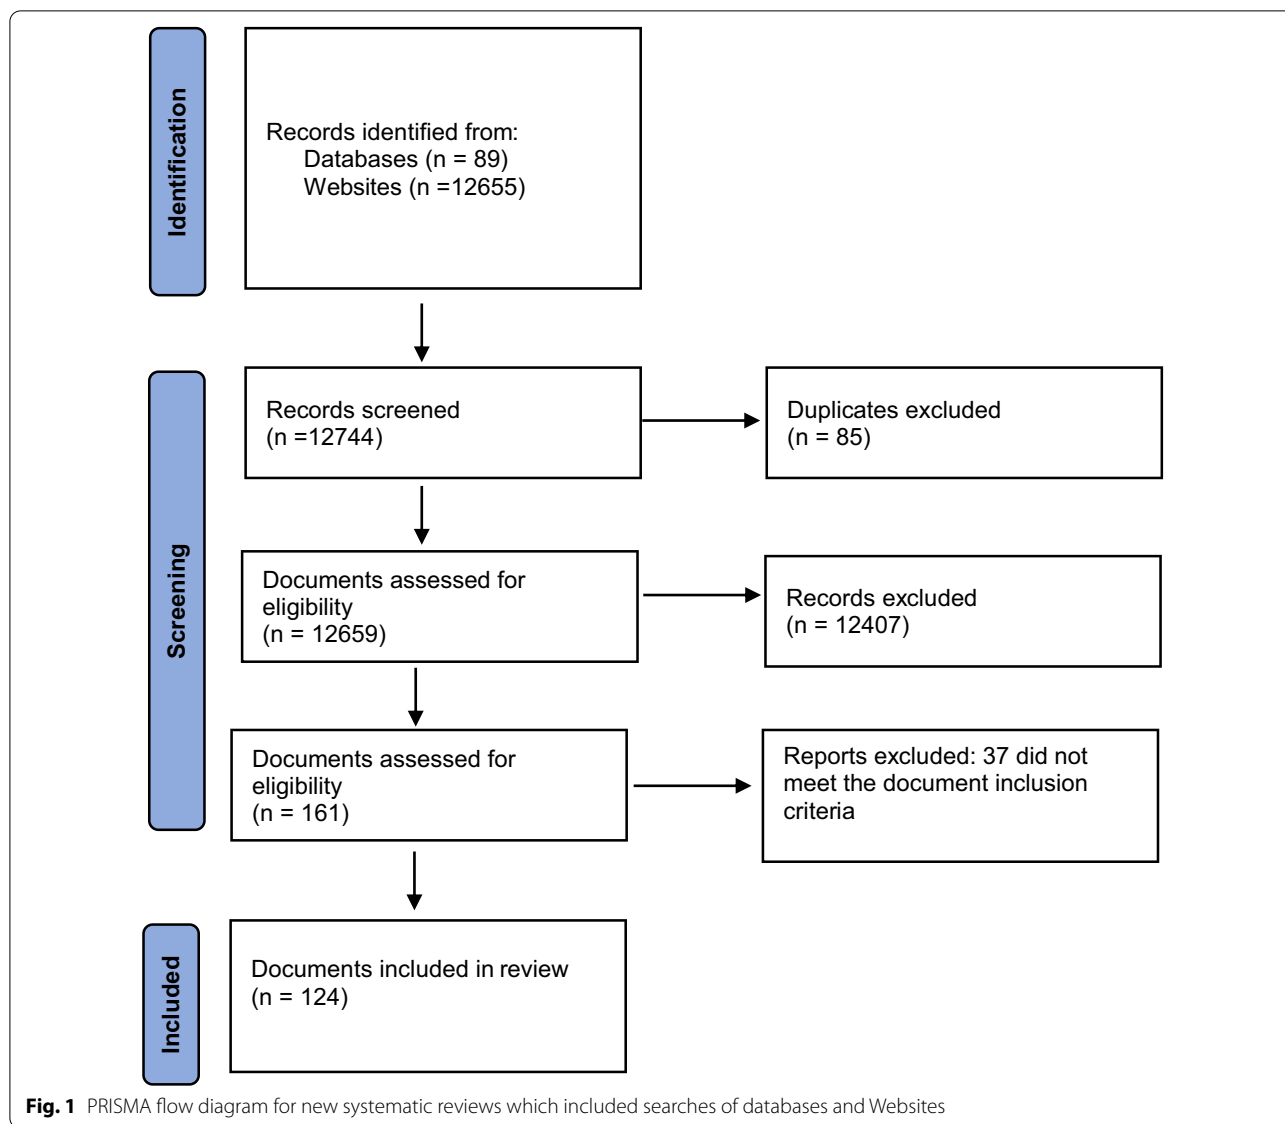 Identification
Records identified from:
Databases (n = 89)
Websites (n =12655)
Screening
Records screened
(n =12744)
Duplicates excluded
(n = 85)
Documents assessed for
eligibility
(n = 12659)
Records excluded
(n = 12407)
Documents assessed for
eligibility
(n = 161)
Reports excluded: 37 did not
meet the document inclusion
criteria
Included
Documents included in review
(n = 124)
Fig. 1 PRISMA flow diagram for new systematic reviews which included searches of databases and Websites